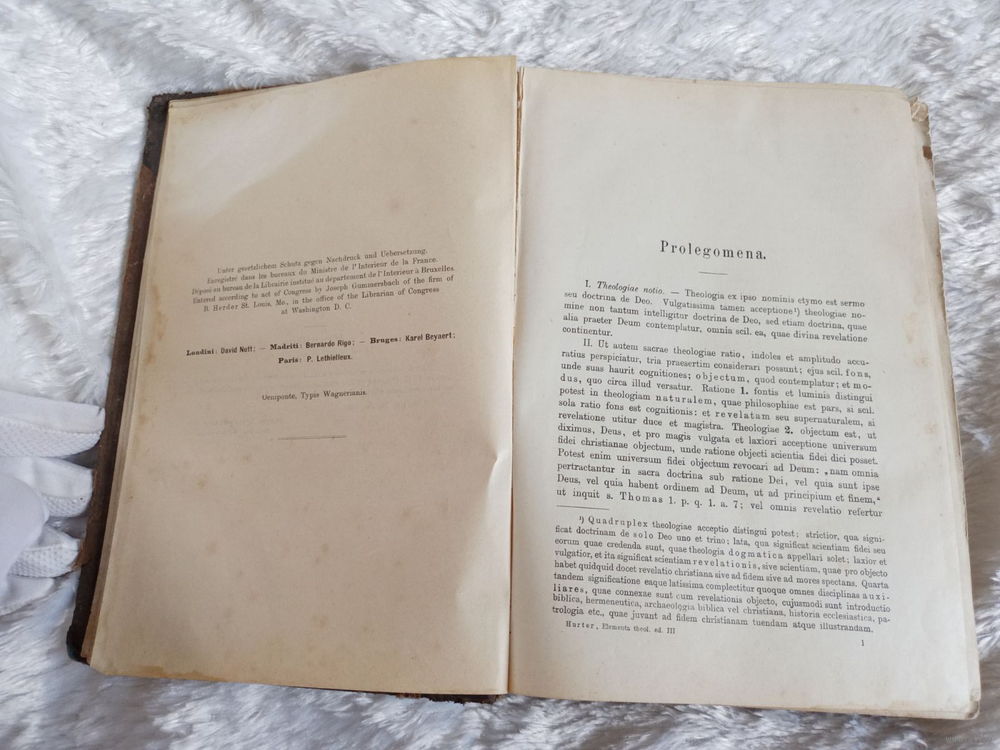 Unter gesetzlichem Schutz gegen Nachdruck und Uebersetzung.
Enregistré dans les bureaux du Ministre de l'Interieur de la France.
Déposé au bureau de la Librairie institué au département de l'Interieur à Bruxelles.
Entered according to act of Congress by Joseph Gummersbach of the firm of
B. Herder St. Louis, Mo., in the office of the Librarian of Congress
at Washington D. C.
Londini: David Nutt; — Madriti: Bernardo Rigo; — Bruges: Karel Beyaert;
Paris: P. Lethielleux.
Oeniponte, Typis Wagnerianis.
Prolegomena.
I. Theologiae notio. — Theologia ex ipso nominis etymo est sermo
seu doctrina de Deo. Vulgatissima tamen acceptione¹) theologiae no-
mine non tantum intelligitur doctrina de Deo, sed etiam doctrina, quae
alia praeter Deum contemplatur, omnia scil. ea, quae divina revelatione
continentur.
II. Ut autem sacrae theologiae ratio, indoles et amplitudo accu-
ratius perspiciatur, tria praesertim considerari possunt; ejus scil. fons,
unde suas haurit cognitiones; objectum, quod contemplatur; et mo-
dus, quo circa illud versatur. Ratione 1. fontis et luminis distingui
potest in theologiam naturalem, quae philosophiae est pars, si scil.
sola ratio fons est cognitionis: et revelatam seu supernaturalem, si
revelatione utitur duce et magistra. Theologiae 2. objectum est, ut
diximus, Deus, et pro magis vulgata et laxiori acceptione universum
fidei christianae objectum, unde ratione objecti scientia fidei dici posset.
Potest enim universum fidei objectum revocari ad Deum: „nam omnia
pertractantur in sacra doctrina sub ratione Dei, vel quia sunt ipse
Deus, vel quia habent ordinem ad Deum, ut ad principium et finem,“
ut inquit s. Thomas 1. p. q. 1. a. 7; vel omnis revelatio refertur
¹) Quadruplex theologiae acceptio distingui potest; strictior, qua signi-
ficat doctrinam de solo Deo uno et trino; lata, qua significat scientiam fidei seu
eorum quae credenda sunt, quae theologia dogmatica appellari solet; laxior et
vulgatior, et ita significat scientiam revelationis, sive scientiam, quae pro objecto
habet quidquid docet revelatio christiana sive ad fidem sive ad mores spectans. Quarta
tandem significatione eaque latissima complectitur quoque omnes disciplinas auxi-
liares, quae connexae sunt cum revelationis objecto, cujusmodi sunt introductio
biblica, hermeneutica, archaeologia biblica vel christiana, historia ecclesiastica, pa-
trologia etc., quae juvant ad fidem christianam tuendam atque illustrandam.
Hurter, Elementa theol. ed. III
1